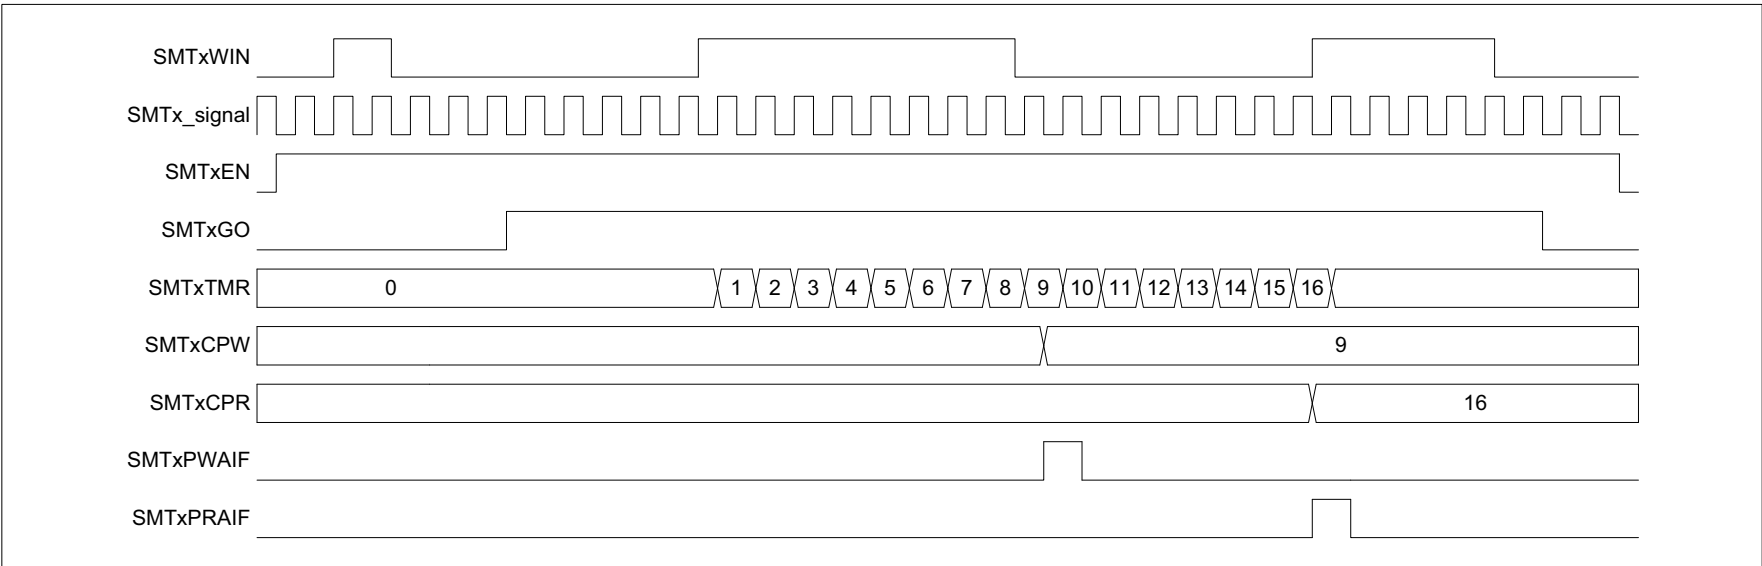 SMTxWIN
SMTx_signal
SMTxEN
SMTxGO
SMTxTMR 0 1 2 3 4 5 6 7 8 9 10 11 12 13 14 15 16
SMTxCPW 9
SMTxCPR 16
SMTxPWAIF
SMTxPRAIF